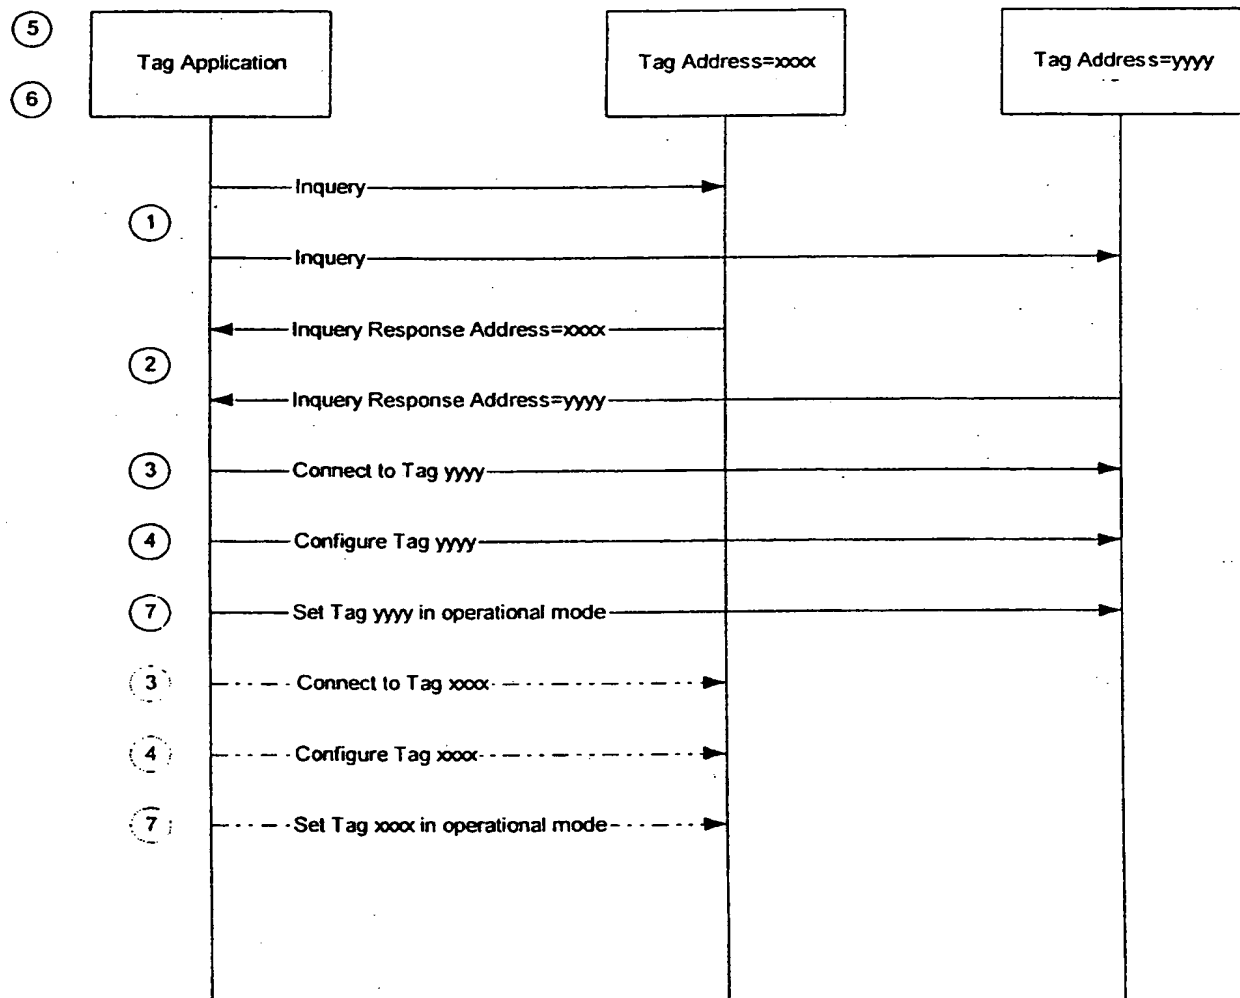 5
Tag Application
Tag Address=xxxx
Tag Address=yyyy
6
Inquery
1
Inquery
Inquery Response Address=xxxx
2
Inquery Response Address=yyyy
3
Connect to Tag yyyy
4
Configure Tag yyyy
7
Set Tag yyyy in operational mode
3
Connect to Tag xxxx
4
Configure Tag xxxx
7
Set Tag xxxx in operational mode